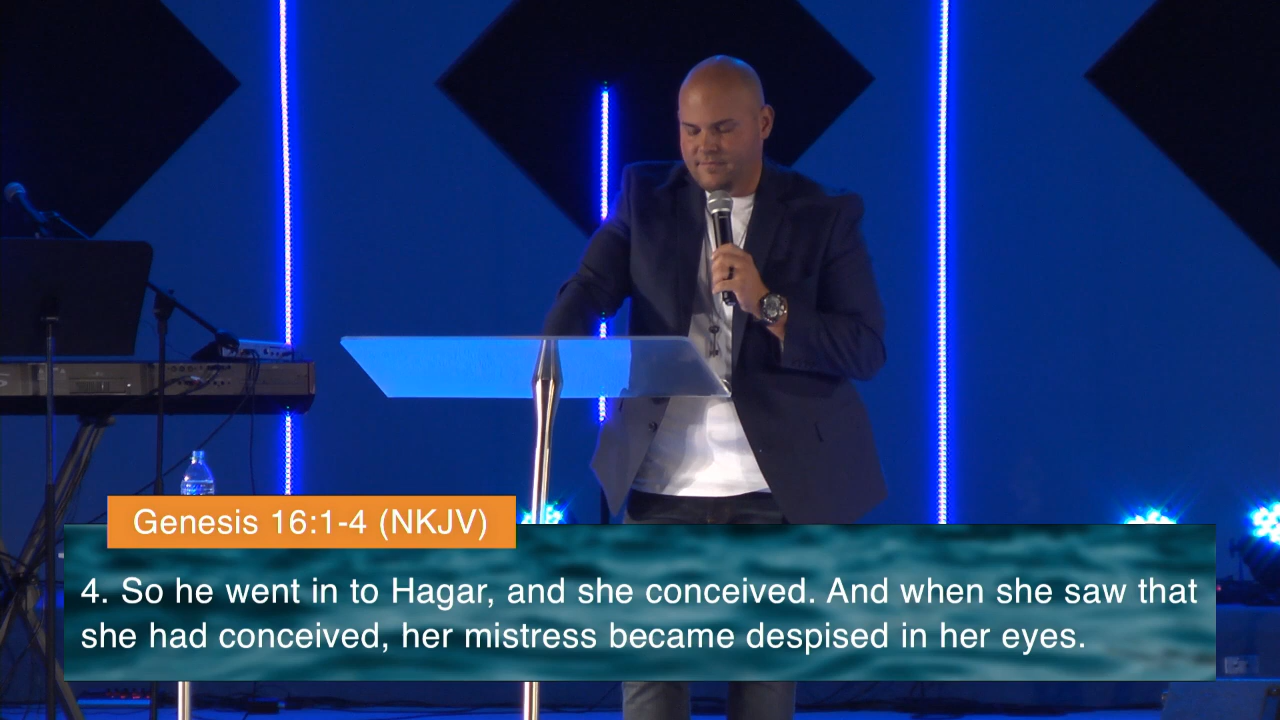 Genesis 16:1-4 (NKJV)
4. So he went in to Hagar, and she conceived. And when she saw that
she had conceived, her mistress became despised in her eyes.